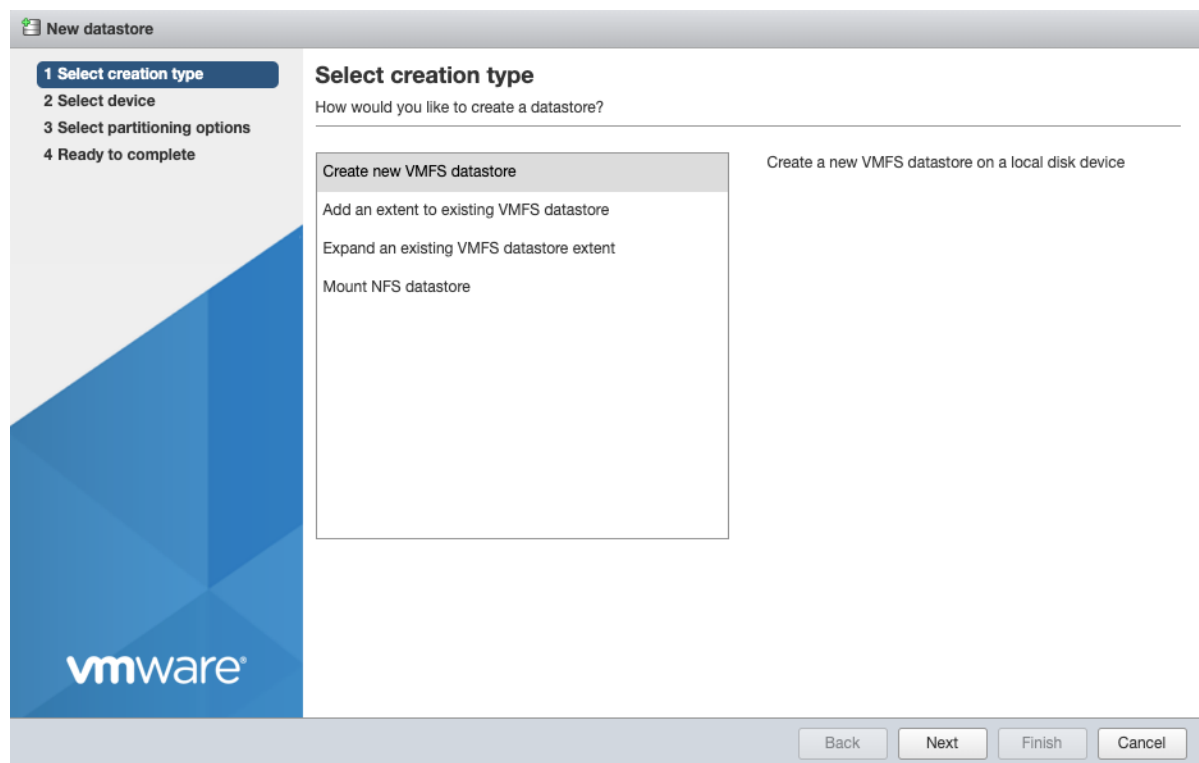 New datastore
1 Select creation type
2 Select device
3 Select partitioning options
4 Ready to complete
Select creation type
How would you like to create a datastore?
Create new VMFS datastore
Add an extent to existing VMFS datastore
Expand an existing VMFS datastore extent
Mount NFS datastore
Create a new VMFS datastore on a local disk device
vmware®
Back
Next
Finish
Cancel